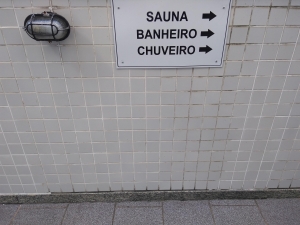 SAUNA →
BANHEIRO →
CHUVEIRO →